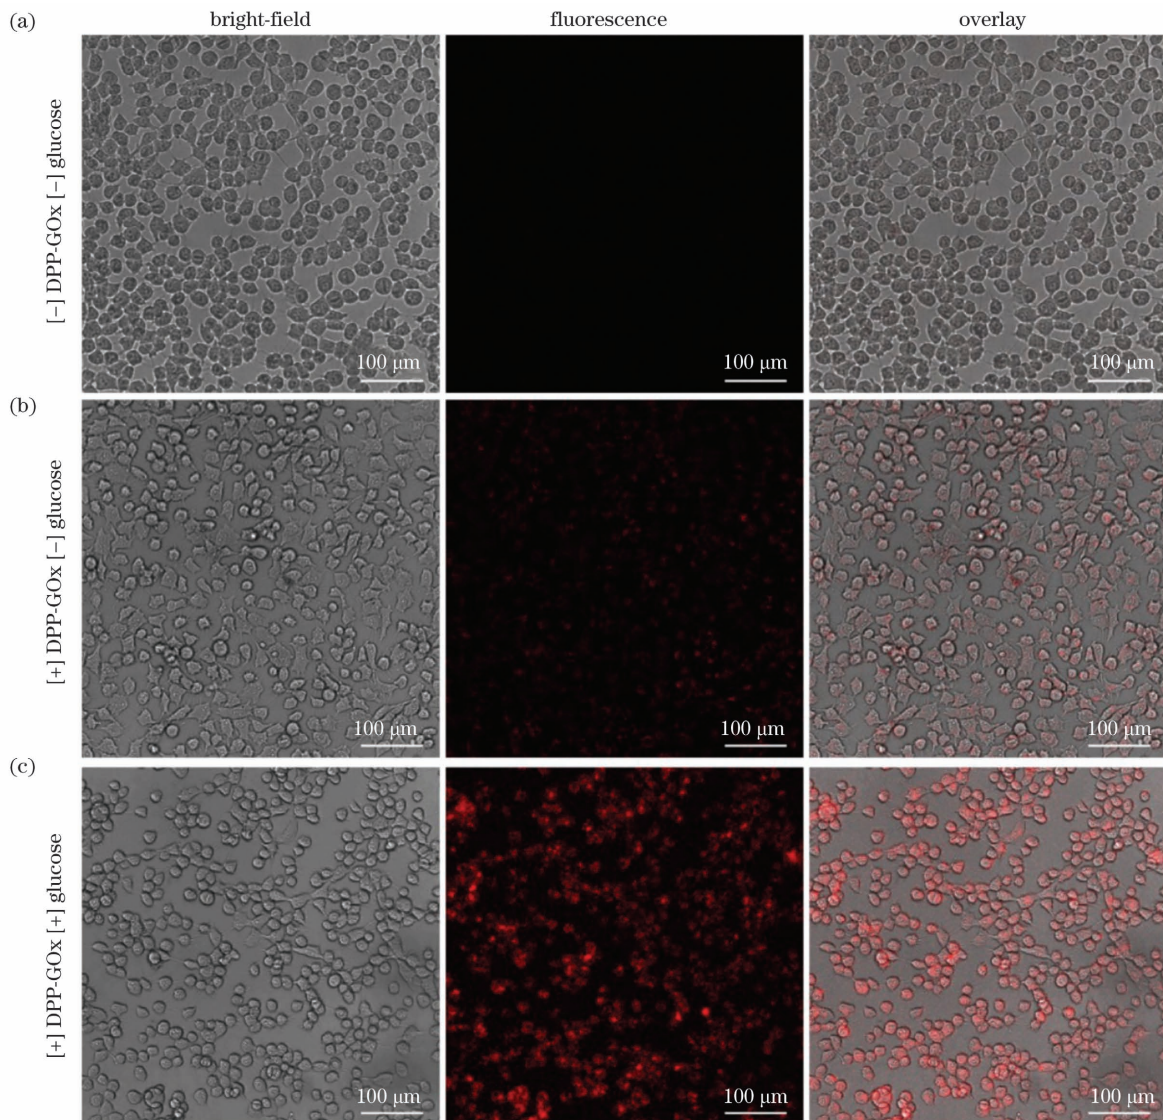 (a)
bright-field
fluorescence
overlay
[−] DPP-GOx [−] glucose
100 μm
100 μm
100 μm
(b)
[+] DPP-GOx [−] glucose
100 μm
100 μm
100 μm
(c)
[+] DPP-GOx [+] glucose
100 μm
100 μm
100 μm